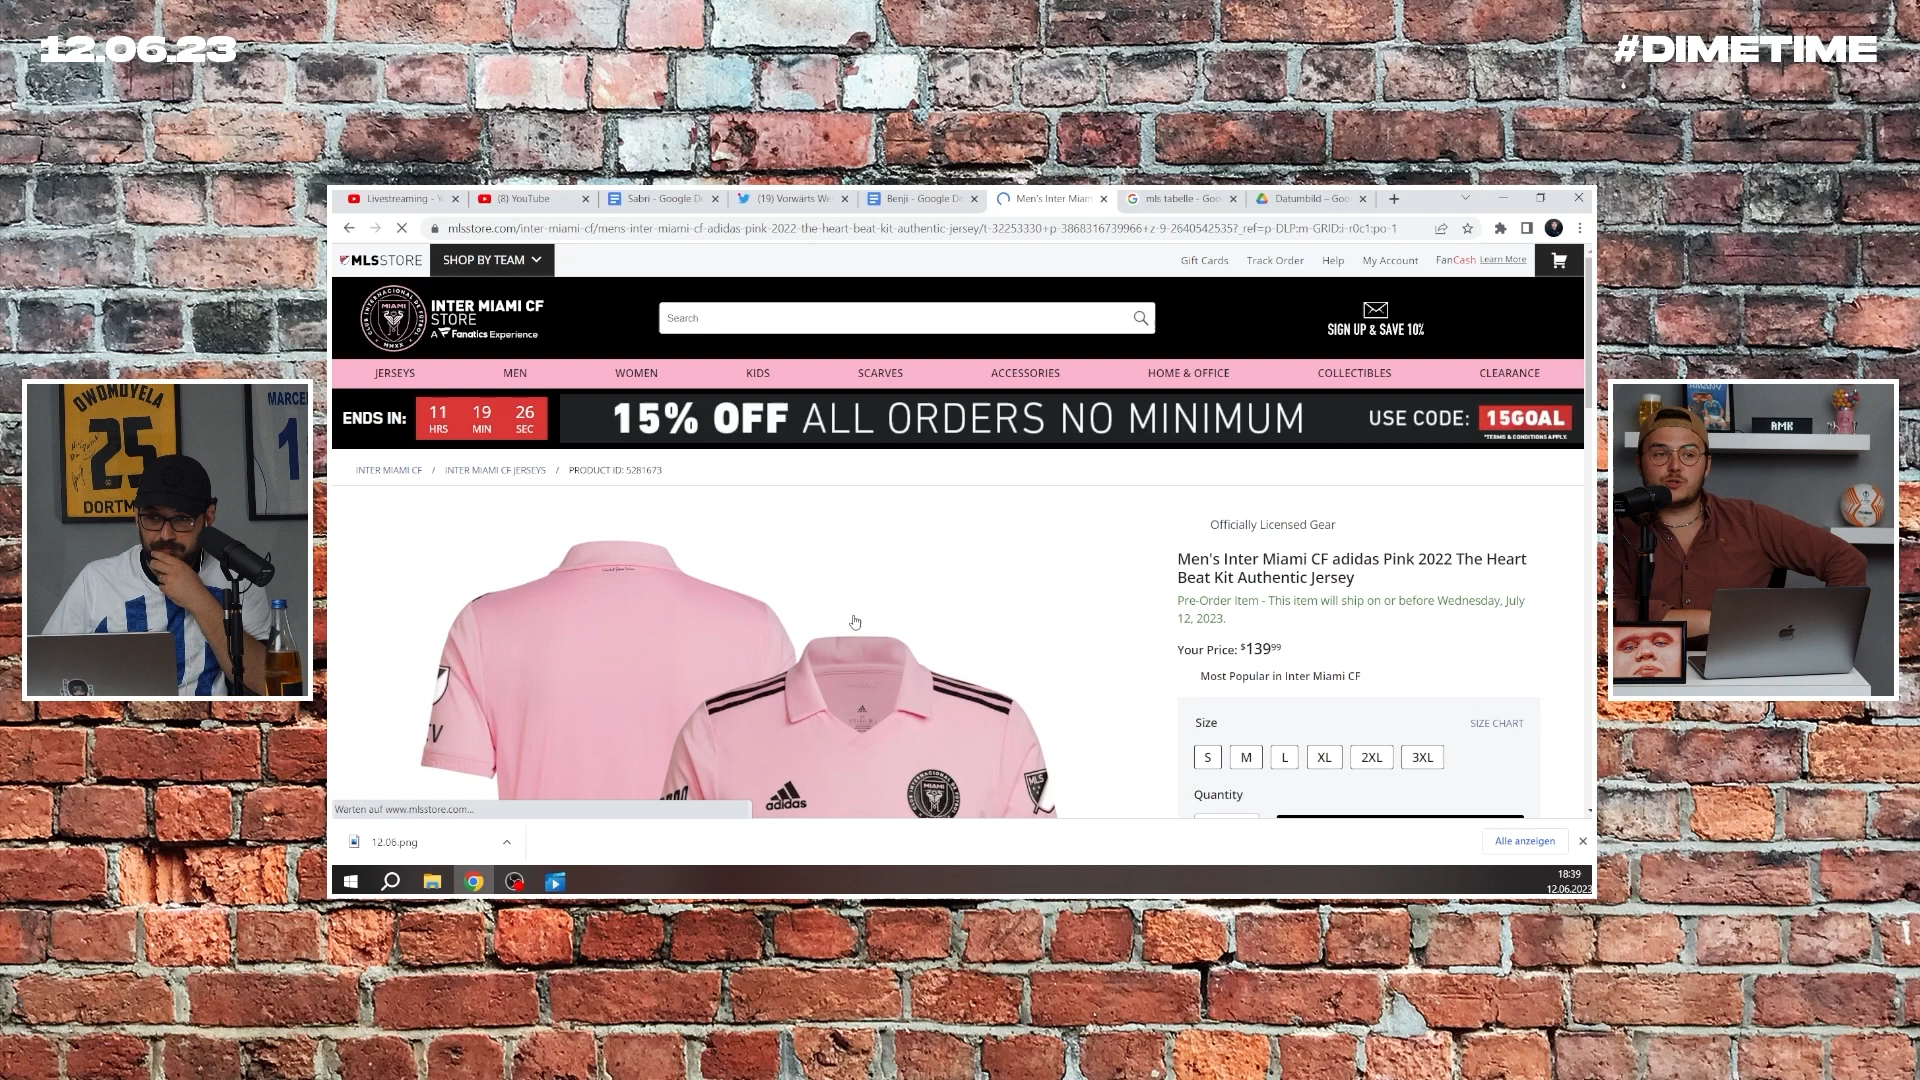 12.06.23
#DIMETIME
Livestreaming - Y
(8) YouTube
Sabri - Google D
(19) Vorwärts We
Benji - Google D
Men's Inter Miam
mls tabelle - Goo
Datumbild – Goo
mlsstore.com/inter-miami-cf/mens-inter-miami-cf-adidas-pink-2022-the-heart-beat-kit-authentic-jersey/t-32253330+p-3868316739966+z-9-2640542535?_ref=p-DLP:m-GRID:i-r0c1:po-1
MLSSTORE
SHOP BY TEAM
Gift Cards
Track Order
Help
My Account
FanCash Learn More
INTER MIAMI CF
STORE
A Fanatics Experience
MIAMI
Search
SIGN UP & SAVE 10%
JERSEYS
MEN
WOMEN
KIDS
SCARVES
ACCESSORIES
HOME & OFFICE
COLLECTIBLES
CLEARANCE
ENDS IN:
11 19 26
HRS MIN SEC
15% OFF ALL ORDERS NO MINIMUM
USE CODE: 15GOAL
*TERMS & CONDITIONS APPLY.
INTER MIAMI CF / INTER MIAMI CF JERSEYS / PRODUCT ID: 5281673
Officially Licensed Gear
Men's Inter Miami CF adidas Pink 2022 The Heart
Beat Kit Authentic Jersey
Pre-Order Item - This item will ship on or before Wednesday, July
12, 2023.
Your Price: $139.99
Most Popular in Inter Miami CF
Size
SIZE CHART
S
M
L
XL
2XL
3XL
Quantity
adidas
MLS
Warten auf www.mlsstore.com...
12.06.png
Alle anzeigen
18:39
12.06.2023
OWOMOYELA
25
DORTM
MARCE
1
AMK